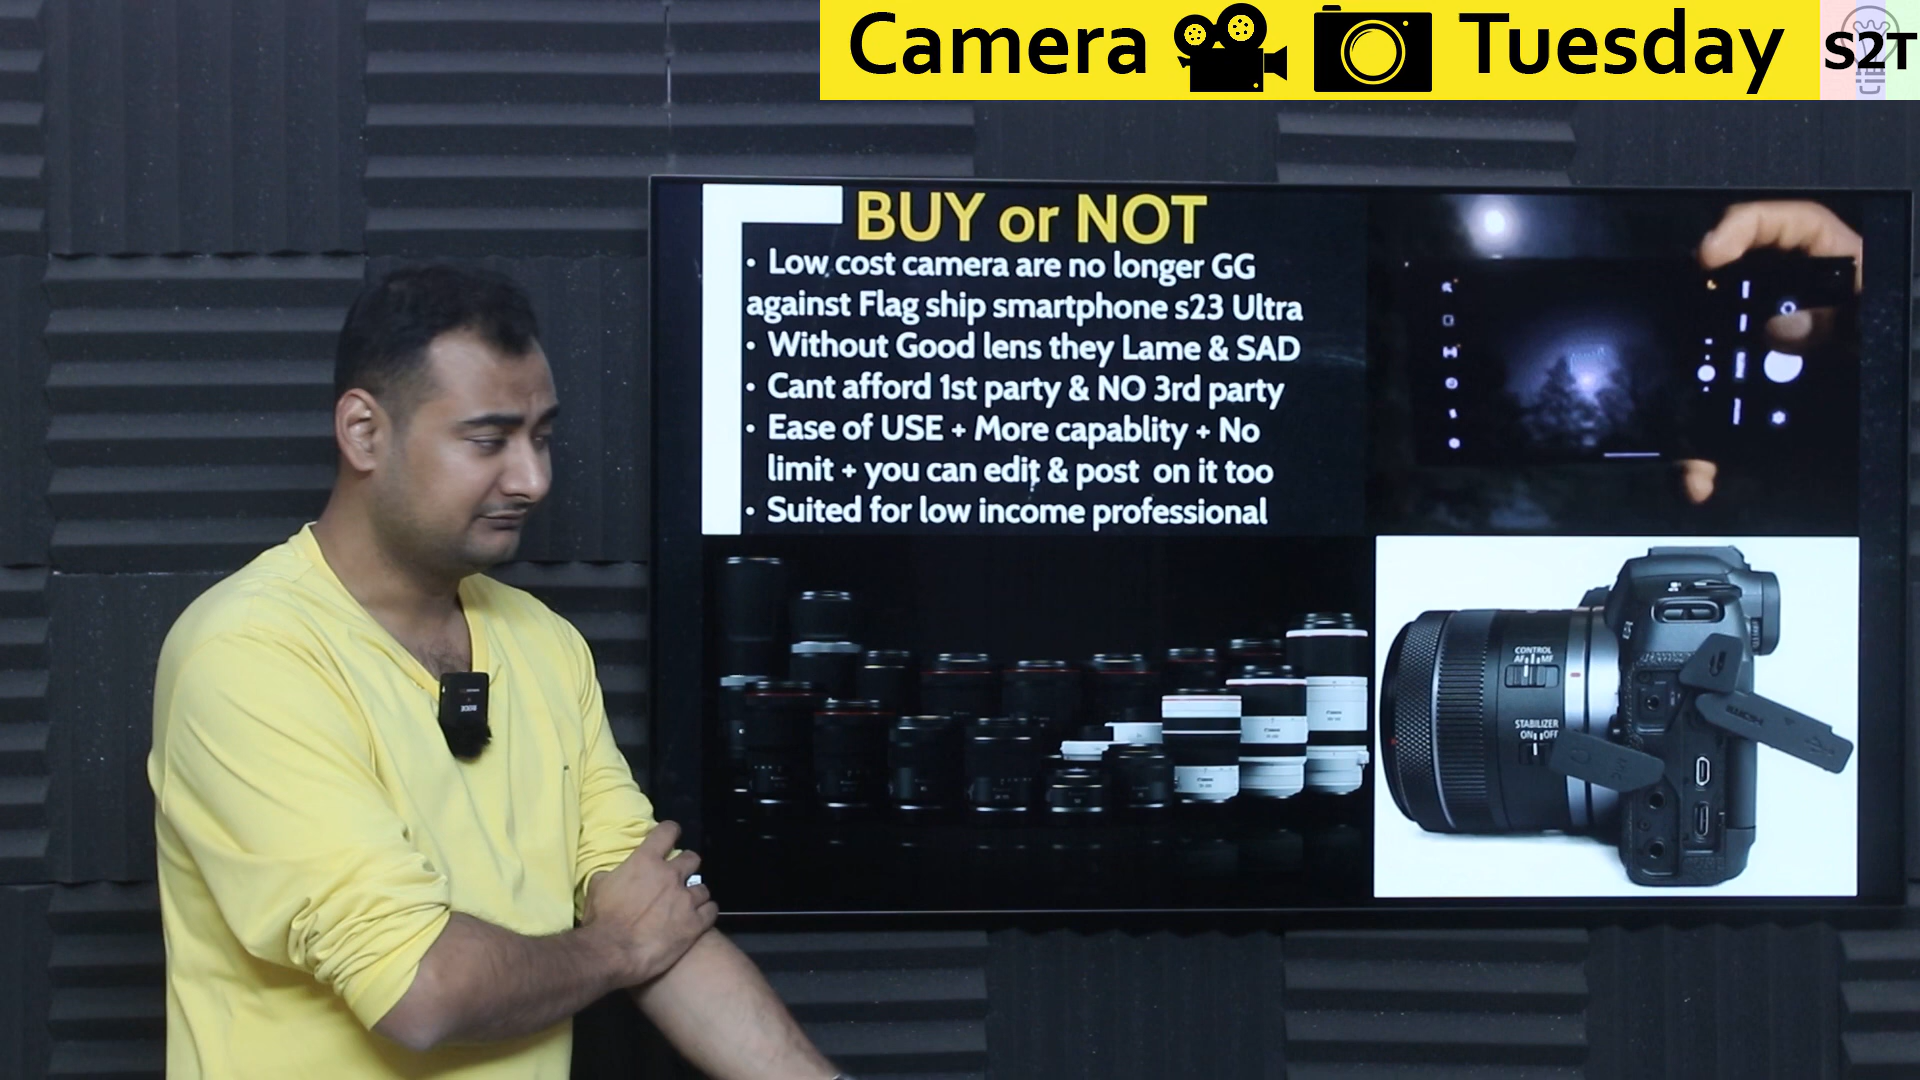 Camera Tuesday S2T
BUY or NOT
• Low cost camera are no longer GG
against Flag ship smartphone s23 Ultra
• Without Good lens they Lame & SAD
• Cant afford 1st party & NO 3rd party
• Ease of USE + More capablity + No
limit + you can edit & post on it too
• Suited for low income professional
CONTROL
AF MF
STABILIZER
ON OFF